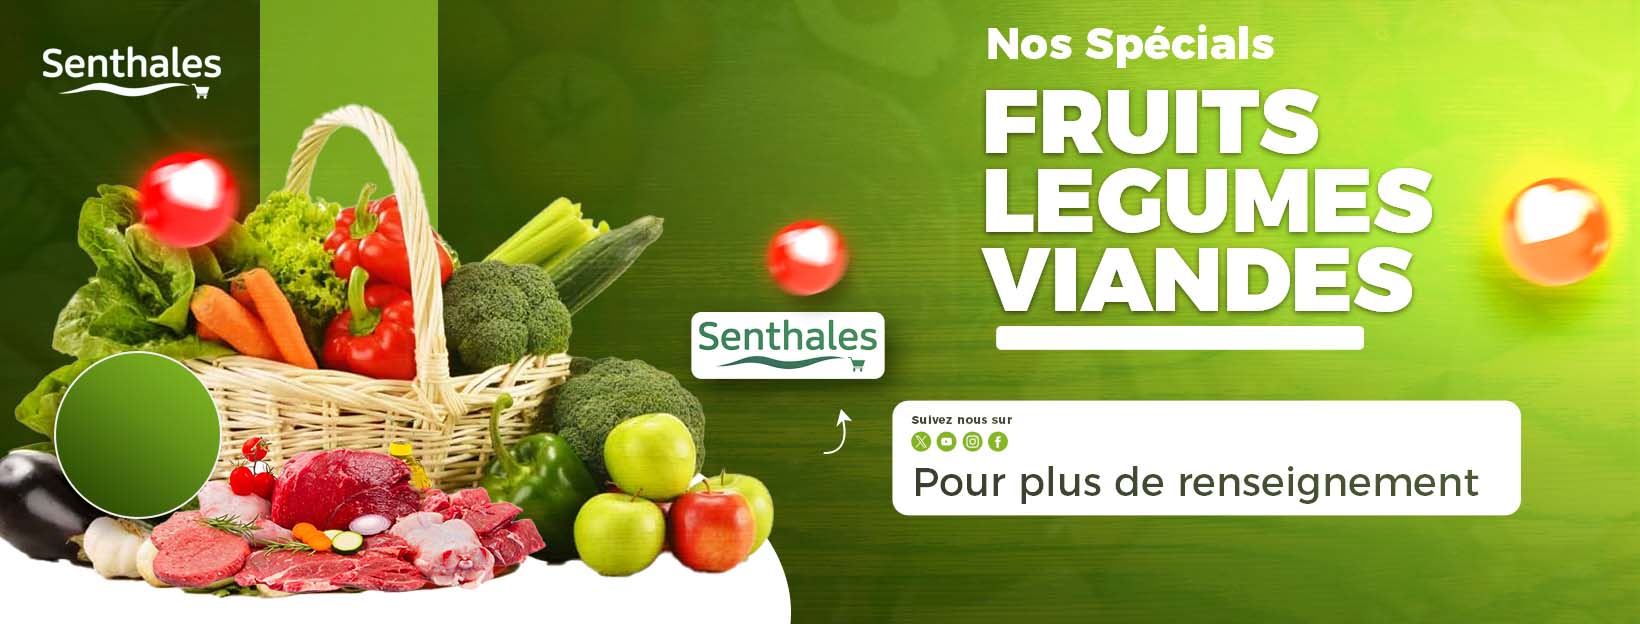 Senthales
Nos Spécials
FRUITS
LEGUMES
VIANDES
Senthales
Suivez nous sur
Pour plus de renseignement